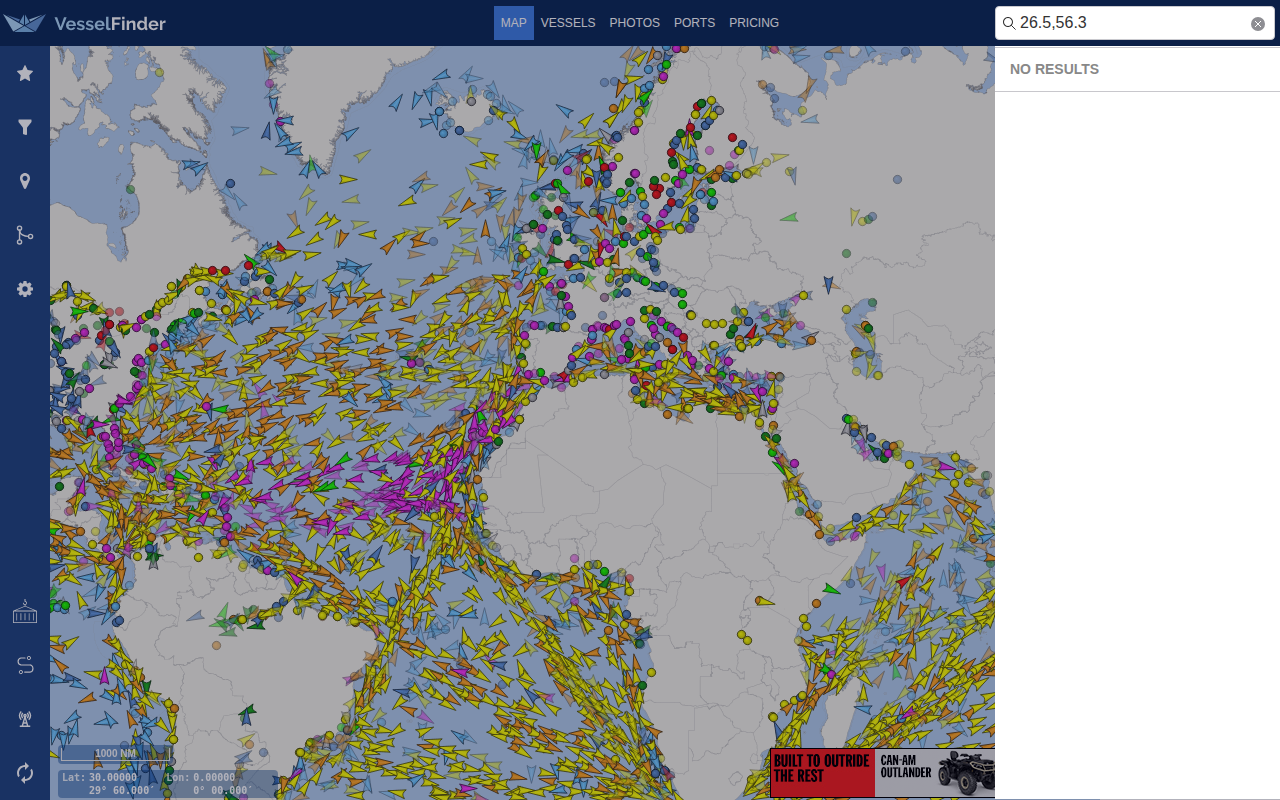 VesselFinder
MAP
VESSELS
PHOTOS
PORTS
PRICING
26.5,56.3
NO RESULTS
1000 NM
Lat: 30.00000 Lon: 0.00000
29° 60.000´ 0° 00.000´
BUILT TO OUTRIDE
THE REST
CAN-AM
OUTLANDER